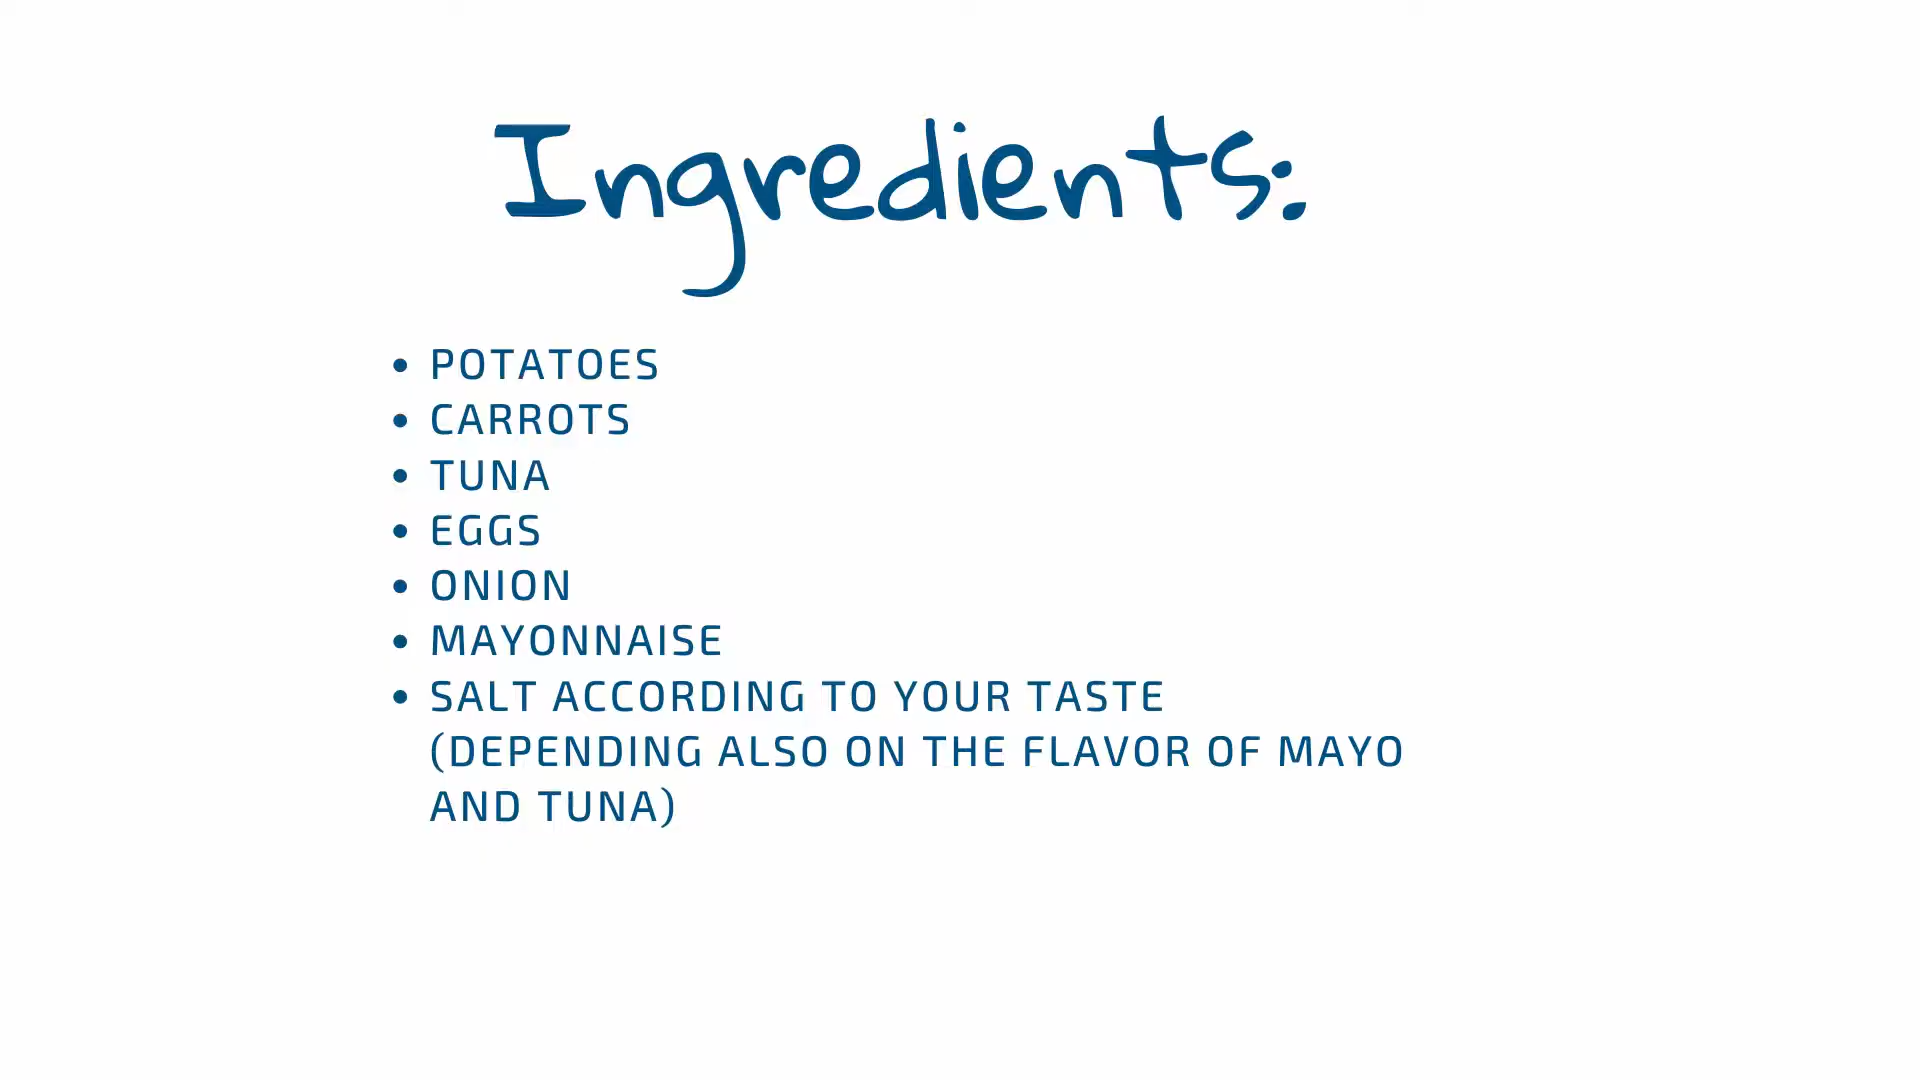 Ingredients:
• POTATOES
• CARROTS
• TUNA
• EGGS
• ONION
• MAYONNAISE
• SALT ACCORDING TO YOUR TASTE
(DEPENDING ALSO ON THE FLAVOR OF MAYO
AND TUNA)